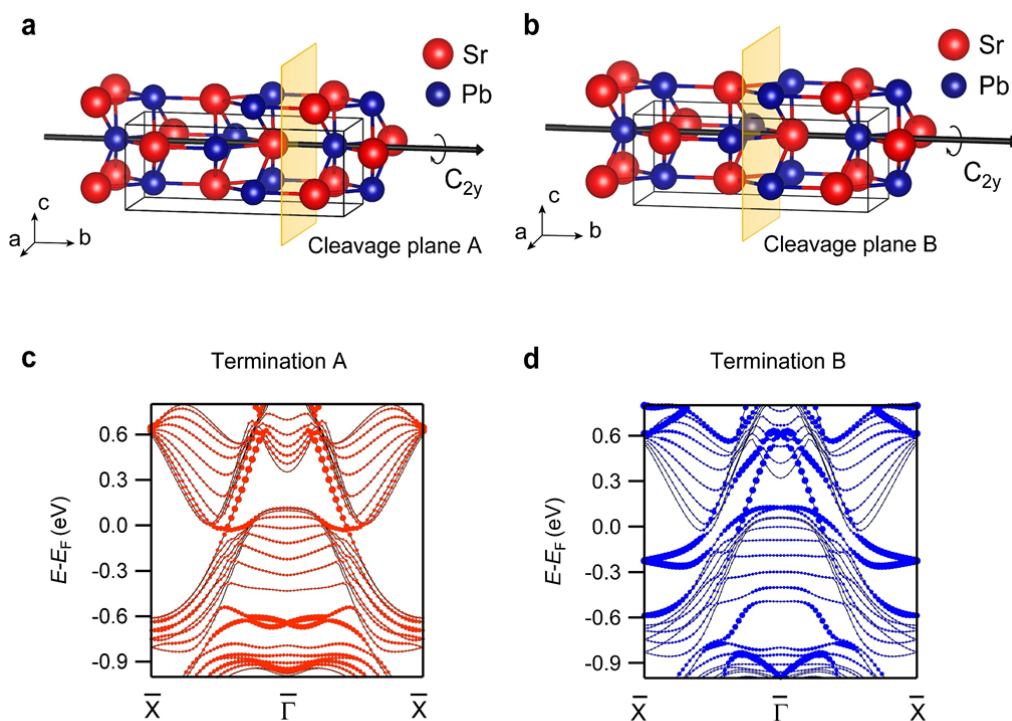 a
Sr
Pb
C2y
c
a
b
Cleavage plane A
b
Sr
Pb
C2y
c
a
b
Cleavage plane B
c
Termination A
E-EF (eV)
0.6
0.3
0.0
-0.3
-0.6
-0.9
X̄ Γ̄ X̄
d
Termination B
E-EF (eV)
0.6
0.3
0.0
-0.3
-0.6
-0.9
X̄ Γ̄ X̄